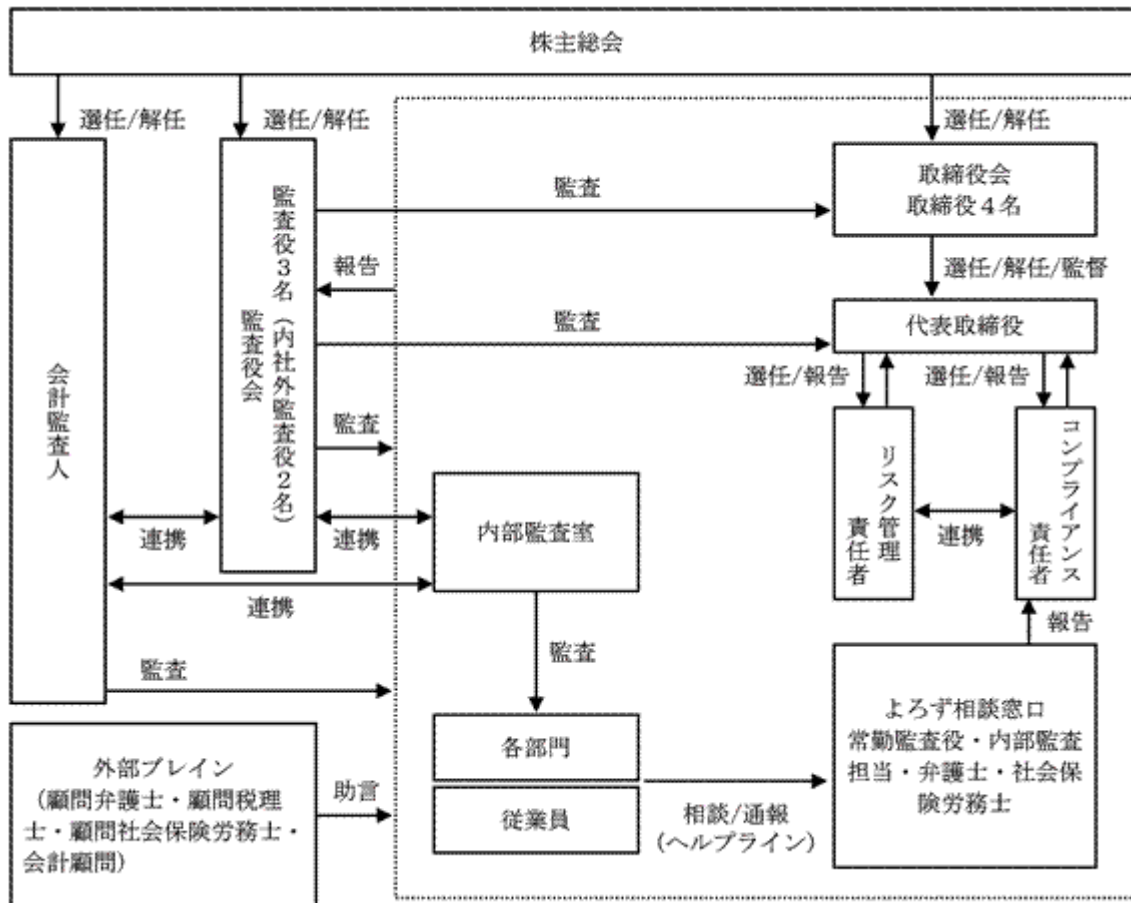 株主総会
選任/解任
選任/解任
選任/解任
会計監査人
監査役3名（内社外監査役2名）
監査役会
監査
報告
監査
監査
取締役会
取締役4名
選任/解任/監督
代表取締役
選任/報告
選任/報告
リスク管理
責任者
連携
コンプライアンス
責任者
連携
連携
連携
内部監査室
監査
監査
報告
各部門
従業員
相談/通報
(ヘルプライン)
よろず相談窓口
常勤監査役・内部監査
担当・弁護士・社会保
険労務士
外部ブレイン
（顧問弁護士・顧問税理
士・顧問社会保険労務士・
会計顧問）
助言